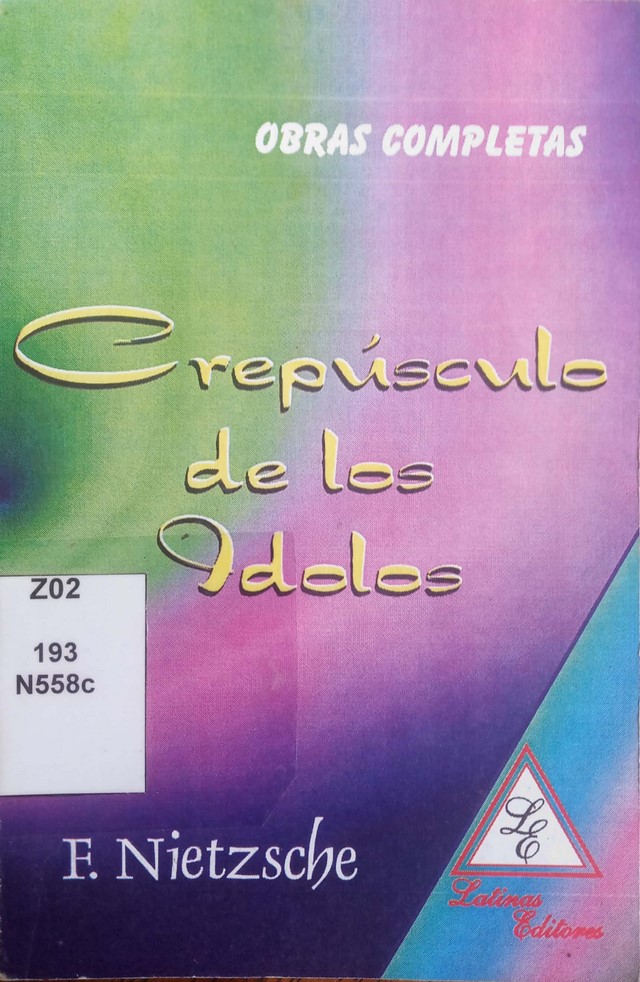 OBRAS COMPLETAS
Crepúsculo
de los
Idolos
Z02
193
N558c
F. Nietzsche
LE
Latinas
Editores